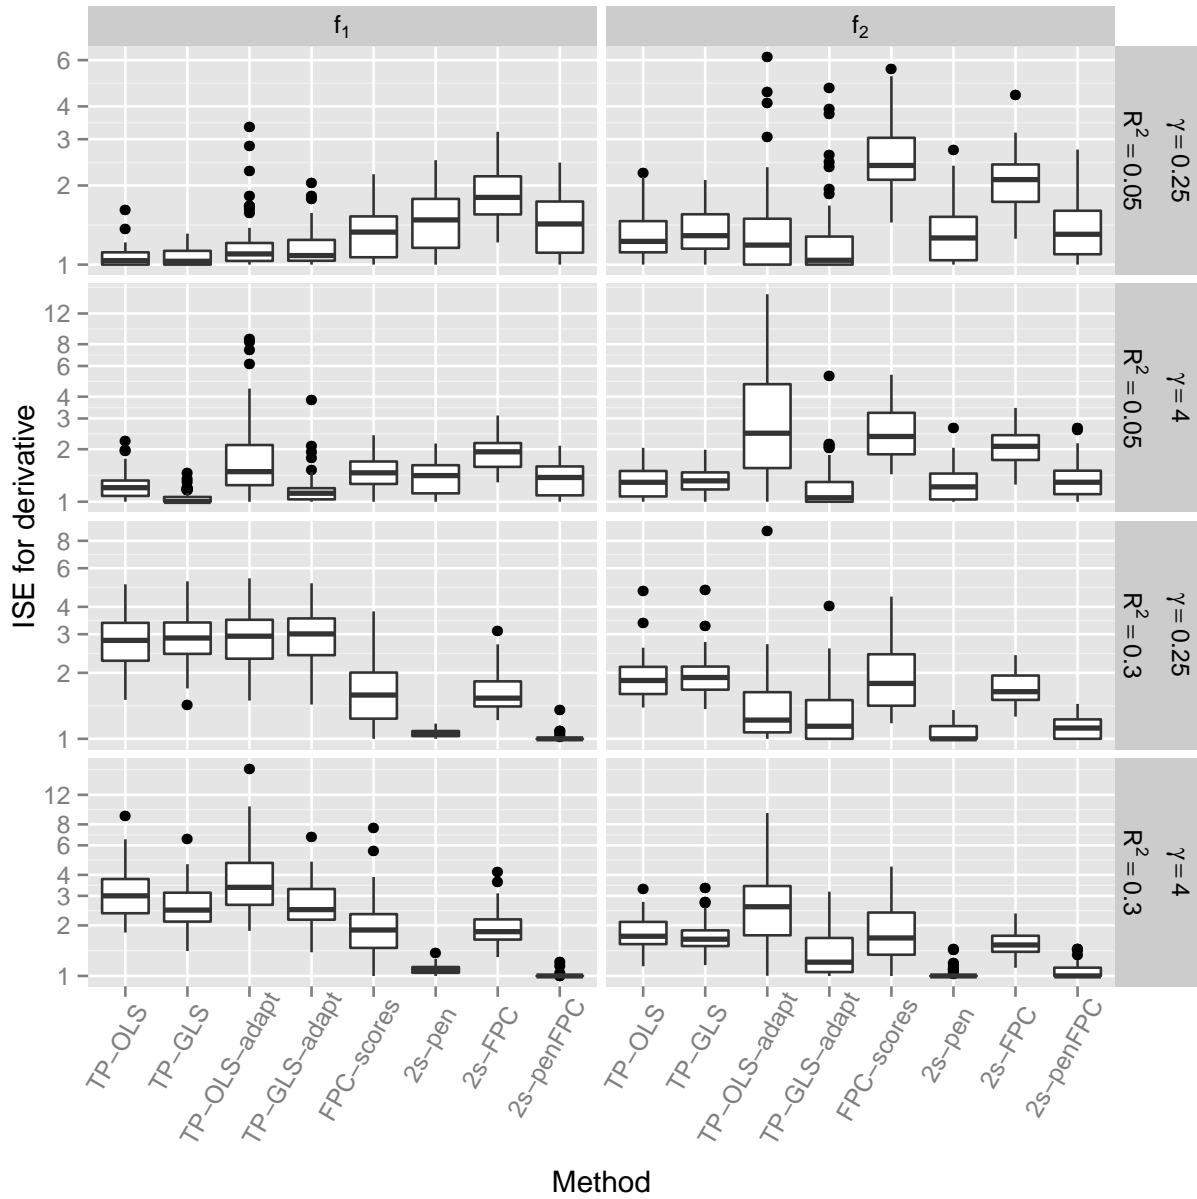 f₁
f₂
6
4
3
2
1
γ = 0.25
R² = 0.05
12
8
6
4
3
2
1
γ = 4
R² = 0.05
8
6
4
3
2
1
γ = 0.25
R² = 0.3
12
8
6
4
3
2
1
γ = 4
R² = 0.3
ISE for derivative
TP−OLS
TP−GLS
TP−OLS−adapt
TP−GLS−adapt
FPC−scores
2s−pen
2s−FPC
2s−penFPC
TP−OLS
TP−GLS
TP−OLS−adapt
TP−GLS−adapt
FPC−scores
2s−pen
2s−FPC
2s−penFPC
Method